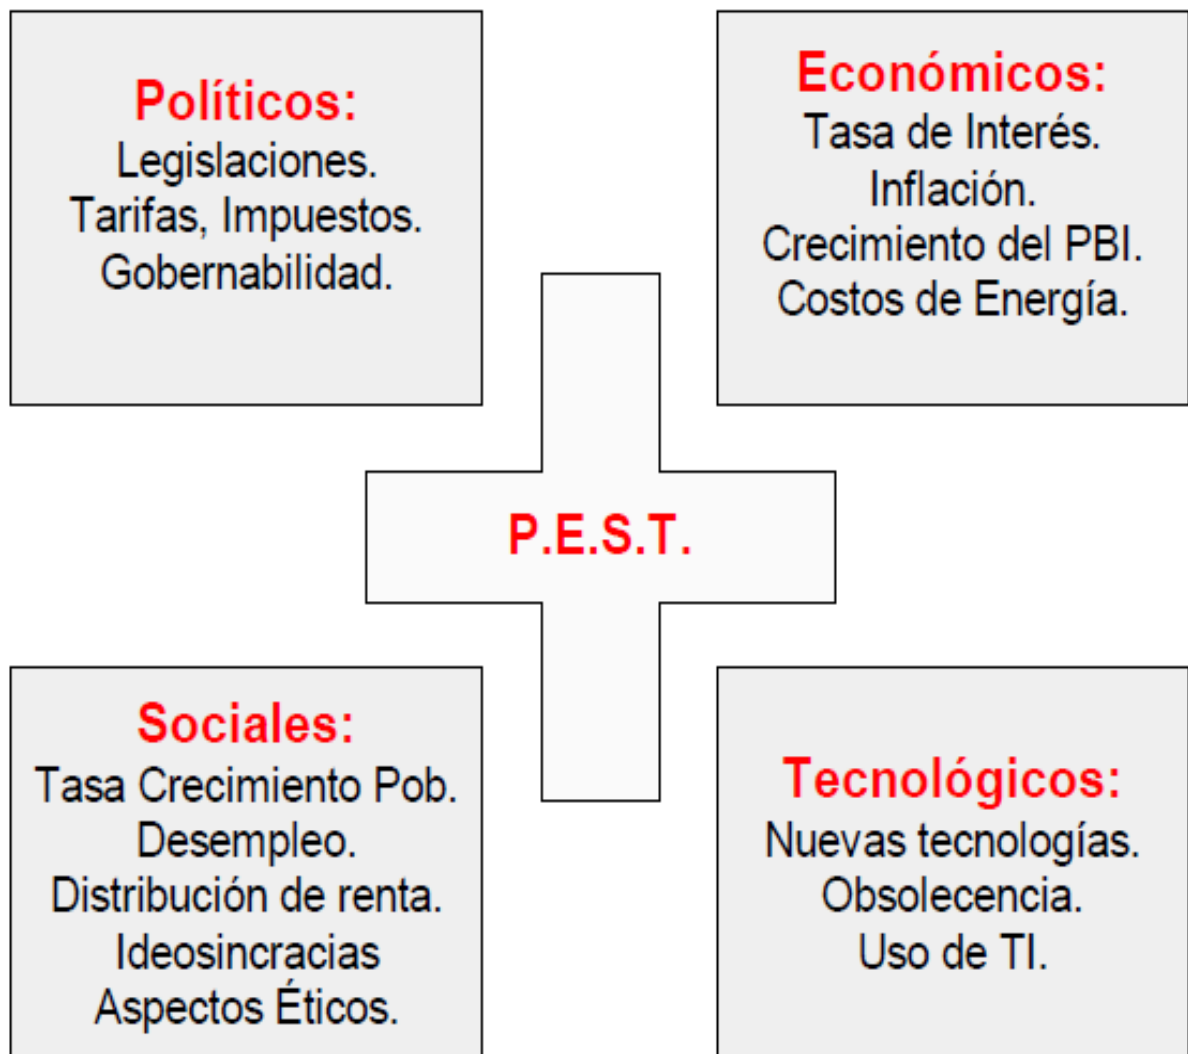 Políticos:
Legislaciones.
Tarifas, Impuestos.
Gobernabilidad.
Económicos:
Tasa de Interés.
Inflación.
Crecimiento del PBI.
Costos de Energía.
P.E.S.T.
Sociales:
Tasa Crecimiento Pob.
Desempleo.
Distribución de renta.
Ideosincracias
Aspectos Éticos.
Tecnológicos:
Nuevas tecnologías.
Obsolecencia.
Uso de TI.